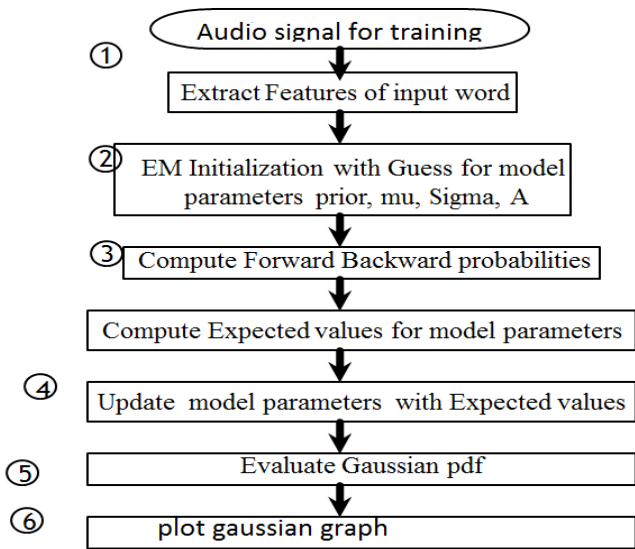 Audio signal for training
1
Extract Features of input word
2
EM Initialization with Guess for model
parameters prior, mu, Sigma, A
3
Compute Forward Backward probabilities
Compute Expected values for model parameters
4
Update model parameters with Expected values
5
Evaluate Gaussian pdf
6
plot gaussian graph